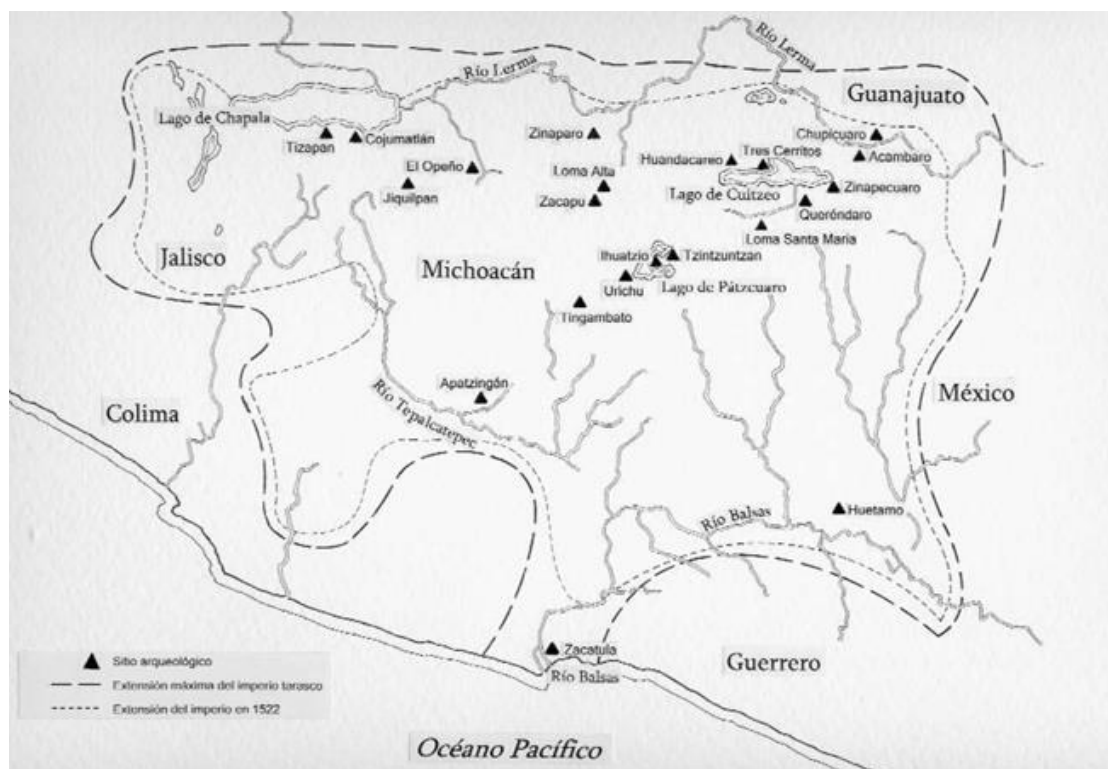 Río Lerma
Río Lerma
Guanajuato
Lago de Chapala
Tizapán
Cojumatlán
Zinaparo
Chupicuaro
Tres Cerritos
Huandacareo
Acambaro
El Opeño
Loma Alta
Jiquilpan
Zacapu
Lago de Cuitzeo
Zinapecuaro
Queréndaro
Loma Santa Maria
Jalisco
Michoacán
Ihuatzio
Tzintzuntzan
Urichu
Lago de Pátzcuaro
Tingambato
Apatzingán
Río Tepalcatepec
Colima
México
Río Balsas
Huetamo
Zacatula
Río Balsas
Guerrero
Sitio arqueológico
Extensión máxima del imperio tarasco
Extensión del imperio en 1522
Océano Pacífico